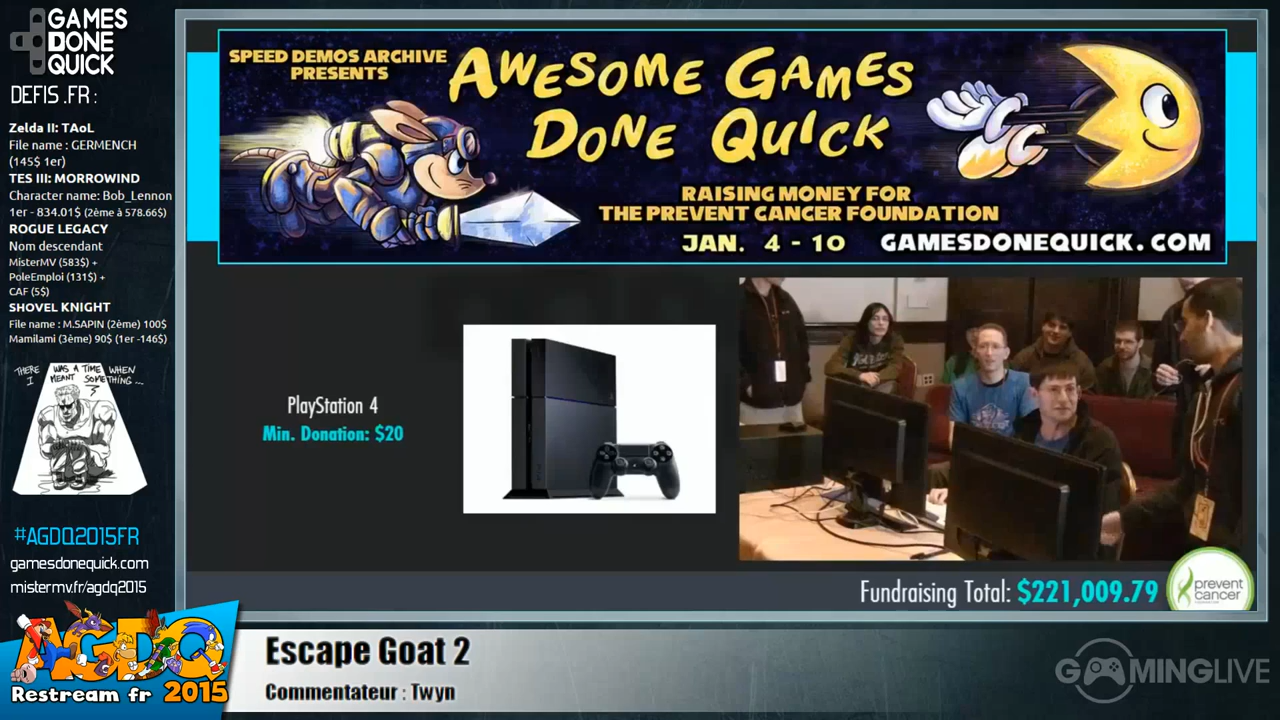 GAMES
DONE
QUICK
DEFIS .FR :
Zelda II: TAoL
File name : GERMENCH
(145$ 1er)
TES III: MORROWIND
Character name: Bob_Lennon
1er - 834.01$ (2ème à 578.66$)
ROGUE LEGACY
Nom descendant
MisterMV (583$) +
PoleEmploi (131$) +
CAF (5$)
SHOVEL KNIGHT
File name : M.SAPIN (2ème) 100$
Mamilami (3ème) 90$ (1er -146$)
THERE WAS A TIME WHEN
I MEANT SOMETHING...
#AGDQ2015FR
gamesdonequick.com
mistermv.fr/agdq2015
AGDQ
Restream fr 2015
SPEED DEMOS ARCHIVE
PRESENTS
AWESOME GAMES
DONE QUICK
RAISING MONEY FOR
THE PREVENT CANCER FOUNDATION
JAN. 4 - 10 GAMESDONEQUICK.COM
PlayStation 4
Min. Donation: $20
Fundraising Total: $221,009.79
prevent
cancer
Escape Goat 2
Commentateur : Twyn
GAMINGLIVE